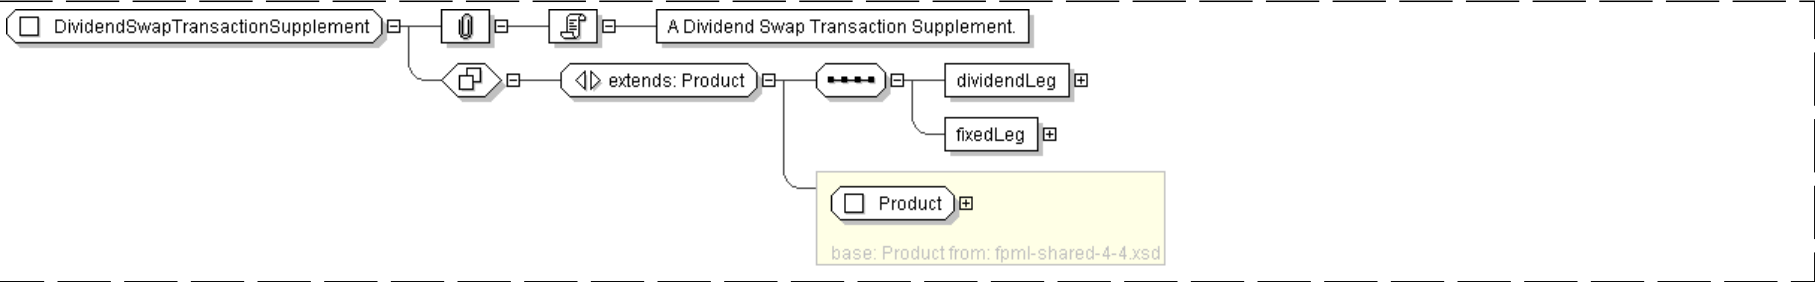 DividendSwapTransactionSupplement
A Dividend Swap Transaction Supplement.
extends: Product
dividendLeg
fixedLeg
Product
base: Product from: fpml-shared-4-4.xsd